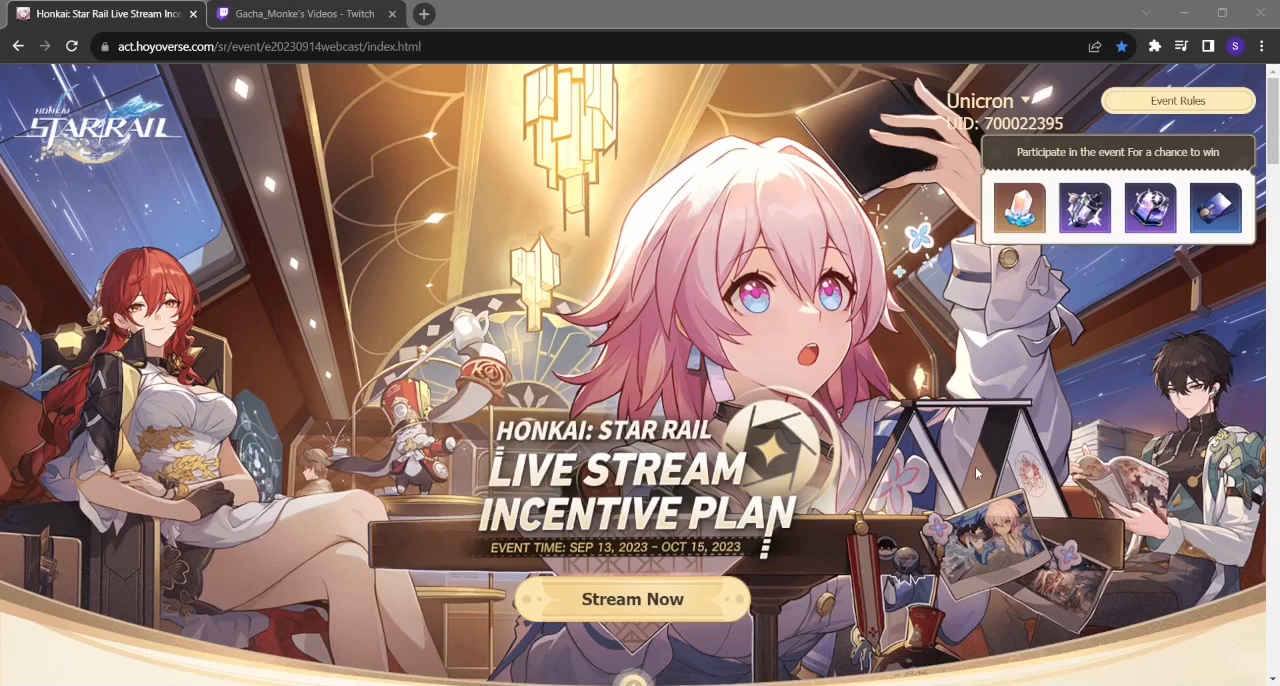 Honkai: Star Rail Live Stream Ince
Gacha_Monke's Videos - Twitch
act.hoyoverse.com/sr/event/e20230914webcast/index.html
S
HONKAI
STAR RAIL
Unicron
UID: 700022395
Event Rules
Participate in the event For a chance to win
HONKAI: STAR RAIL
LIVE STREAM
INCENTIVE PLAN
EVENT TIME: SEP 13, 2023 – OCT 15, 2023
Stream Now